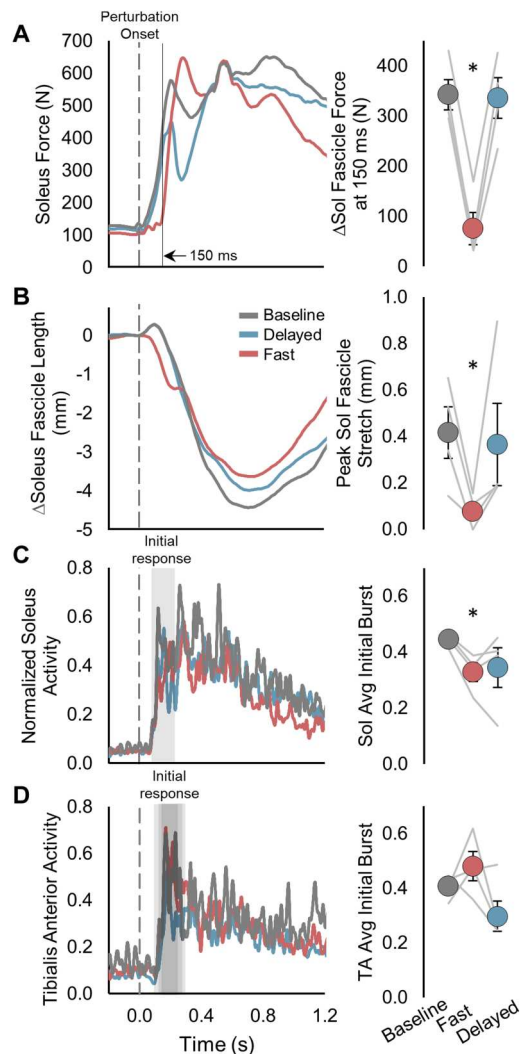 Perturbation
Onset
A
Soleus Force (N)
700
600
500
400
300
200
100
0
150 ms
ΔSol Fascicle Force
at 150 ms (N)
400
300
200
100
0
*
B
ΔSoleus Fascicle Length
(mm)
0
-1
-2
-3
-4
-5
Baseline
Delayed
Fast
Peak Sol Fascicle
Stretch (mm)
1.0
0.8
0.6
0.4
0.2
0.0
*
C
Initial
response
Normalized Soleus
Activity
0.8
0.6
0.4
0.2
0.0
Sol Avg Initial Burst
0.6
0.4
0.2
0.0
*
D
Initial
response
Tibialis Anterior Activity
0.8
0.6
0.4
0.2
0.0
0.0
0.4
0.8
1.2
Time (s)
TA Avg Initial Burst
0.6
0.4
0.2
0.0
Baseline
Fast
Delayed